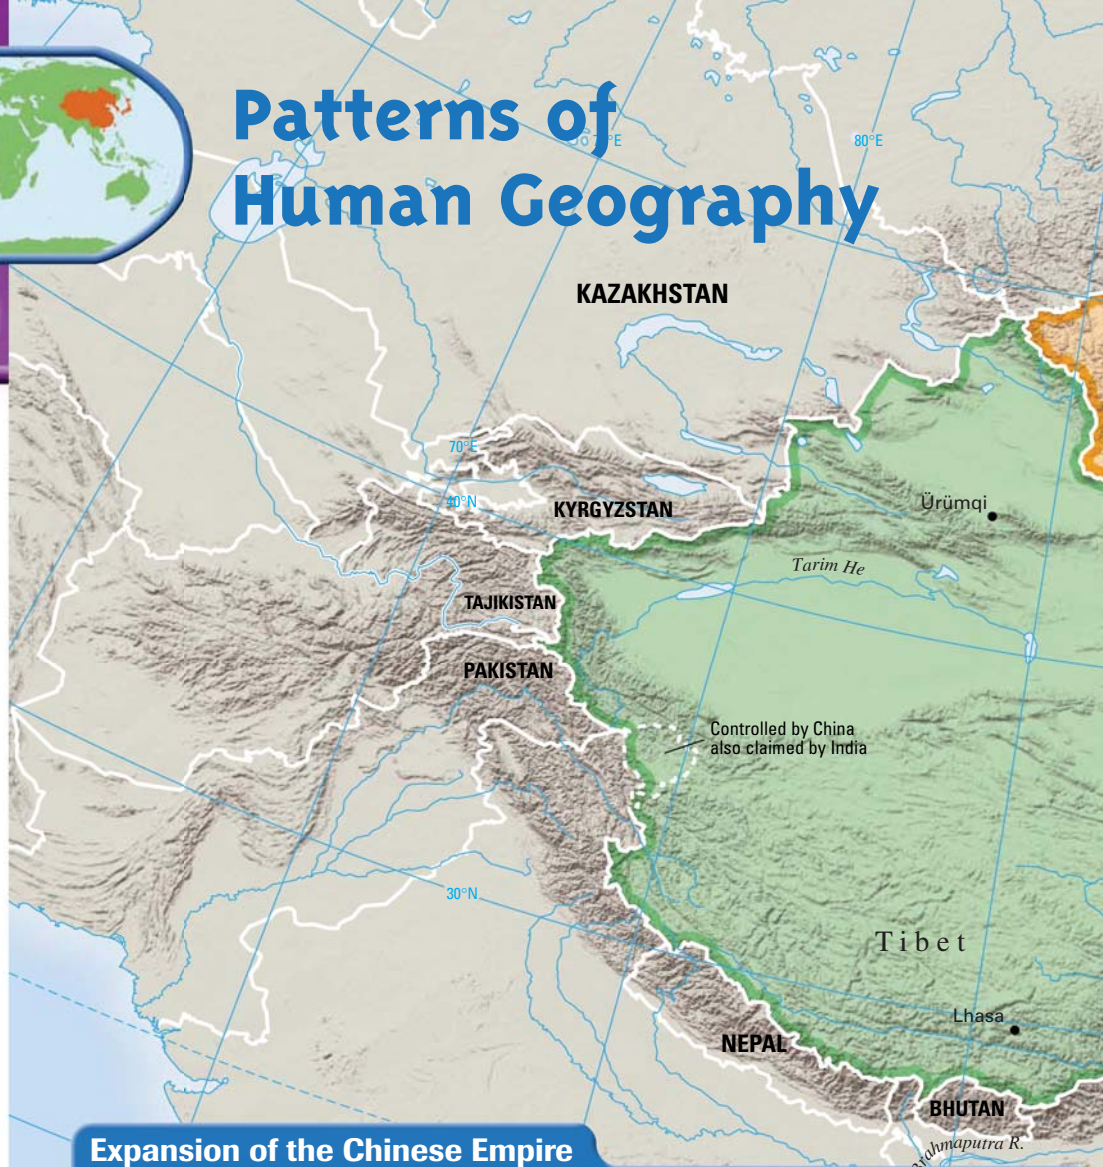 Patterns of
Human Geography
80°E
KAZAKHSTAN
70°E
40°N
KYRGYZSTAN
Ürümqi
Tarim He
TAJIKISTAN
PAKISTAN
Controlled by China
also claimed by India
30°N
Tibet
Lhasa
NEPAL
BHUTAN
Brahmaputra R.
Expansion of the Chinese Empire